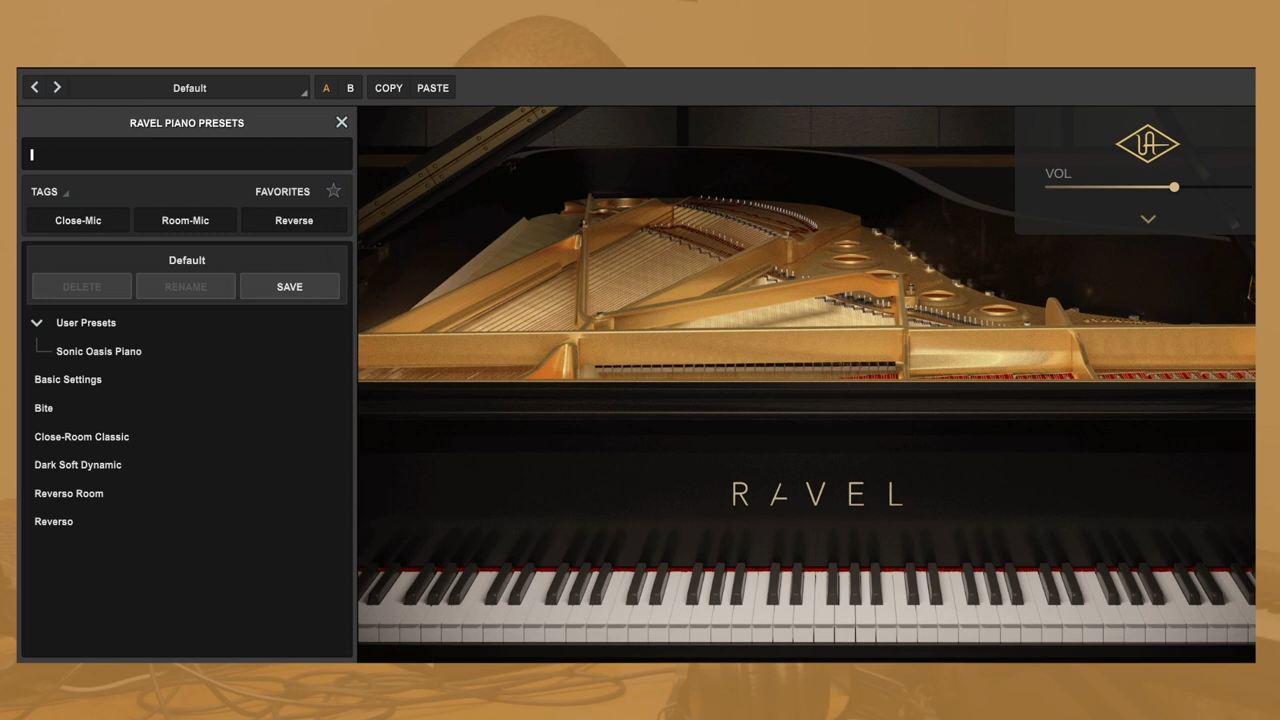 Default
A B
COPY PASTE
RAVEL PIANO PRESETS
TAGS
FAVORITES
Close-Mic
Room-Mic
Reverse
Default
DELETE
RENAME
SAVE
User Presets
Sonic Oasis Piano
Basic Settings
Bite
Close-Room Classic
Dark Soft Dynamic
Reverso Room
Reverso
UA
VOL
RAVEL